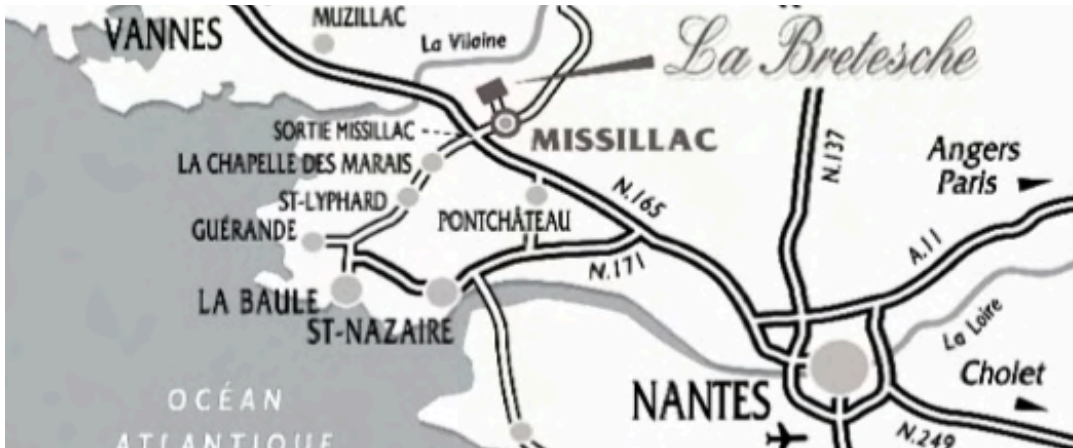 MUZILLAC
VANNES
La Vilaine
La Bretesche
SORTIE MISSILLAC
MISSILLAC
N.137
LA CHAPELLE DES MARAIS
Angers
Paris
ST-LYPHARD
N.165
GUÉRANDE
PONTCHÂTEAU
A.11
N.171
LA BAULE
ST-NAZAIRE
La Loire
Cholet
NANTES
OCÉAN
ATLANTIQUE
N.249